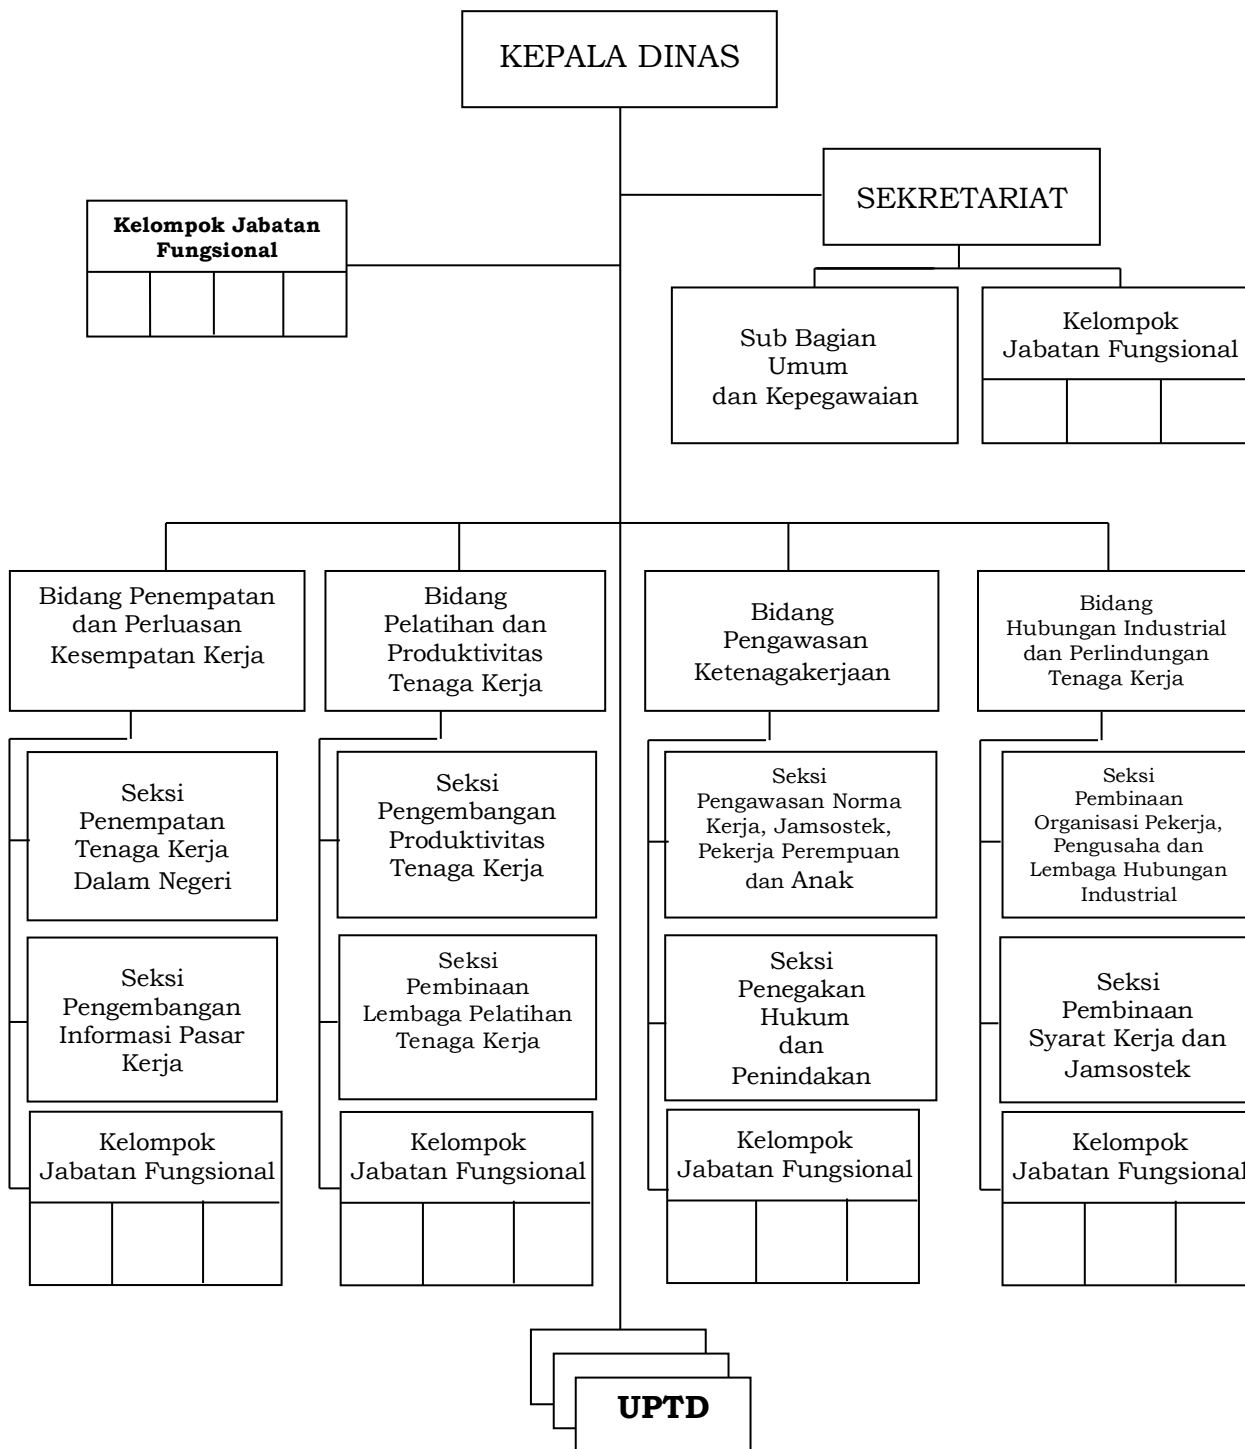 KEPALA DINAS
SEKRETARIAT
Kelompok Jabatan
Fungsional
Sub Bagian
Umum
dan Kepegawaian
Kelompok
Jabatan Fungsional
Bidang Penempatan
dan Perluasan
Kesempatan Kerja
Bidang
Pelatihan dan
Produktivitas
Tenaga Kerja
Bidang
Pengawasan
Ketenagakerjaan
Bidang
Hubungan Industrial
dan Perlindungan
Tenaga Kerja
Seksi
Penempatan
Tenaga Kerja
Dalam Negeri
Seksi
Pengembangan
Produktivitas
Tenaga Kerja
Seksi
Pengawasan Norma
Kerja, Jamsostek,
Pekerja Perempuan
dan Anak
Seksi
Pembinaan
Organisasi Pekerja,
Pengusaha dan
Lembaga Hubungan
Industrial
Seksi
Pengembangan
Informasi Pasar
Kerja
Seksi
Pembinaan
Lembaga Pelatihan
Tenaga Kerja
Seksi
Penegakan
Hukum
dan
Penindakan
Seksi
Pembinaan
Syarat Kerja dan
Jamsostek
Kelompok
Jabatan Fungsional
Kelompok
Jabatan Fungsional
Kelompok
Jabatan Fungsional
Kelompok
Jabatan Fungsional
UPTD